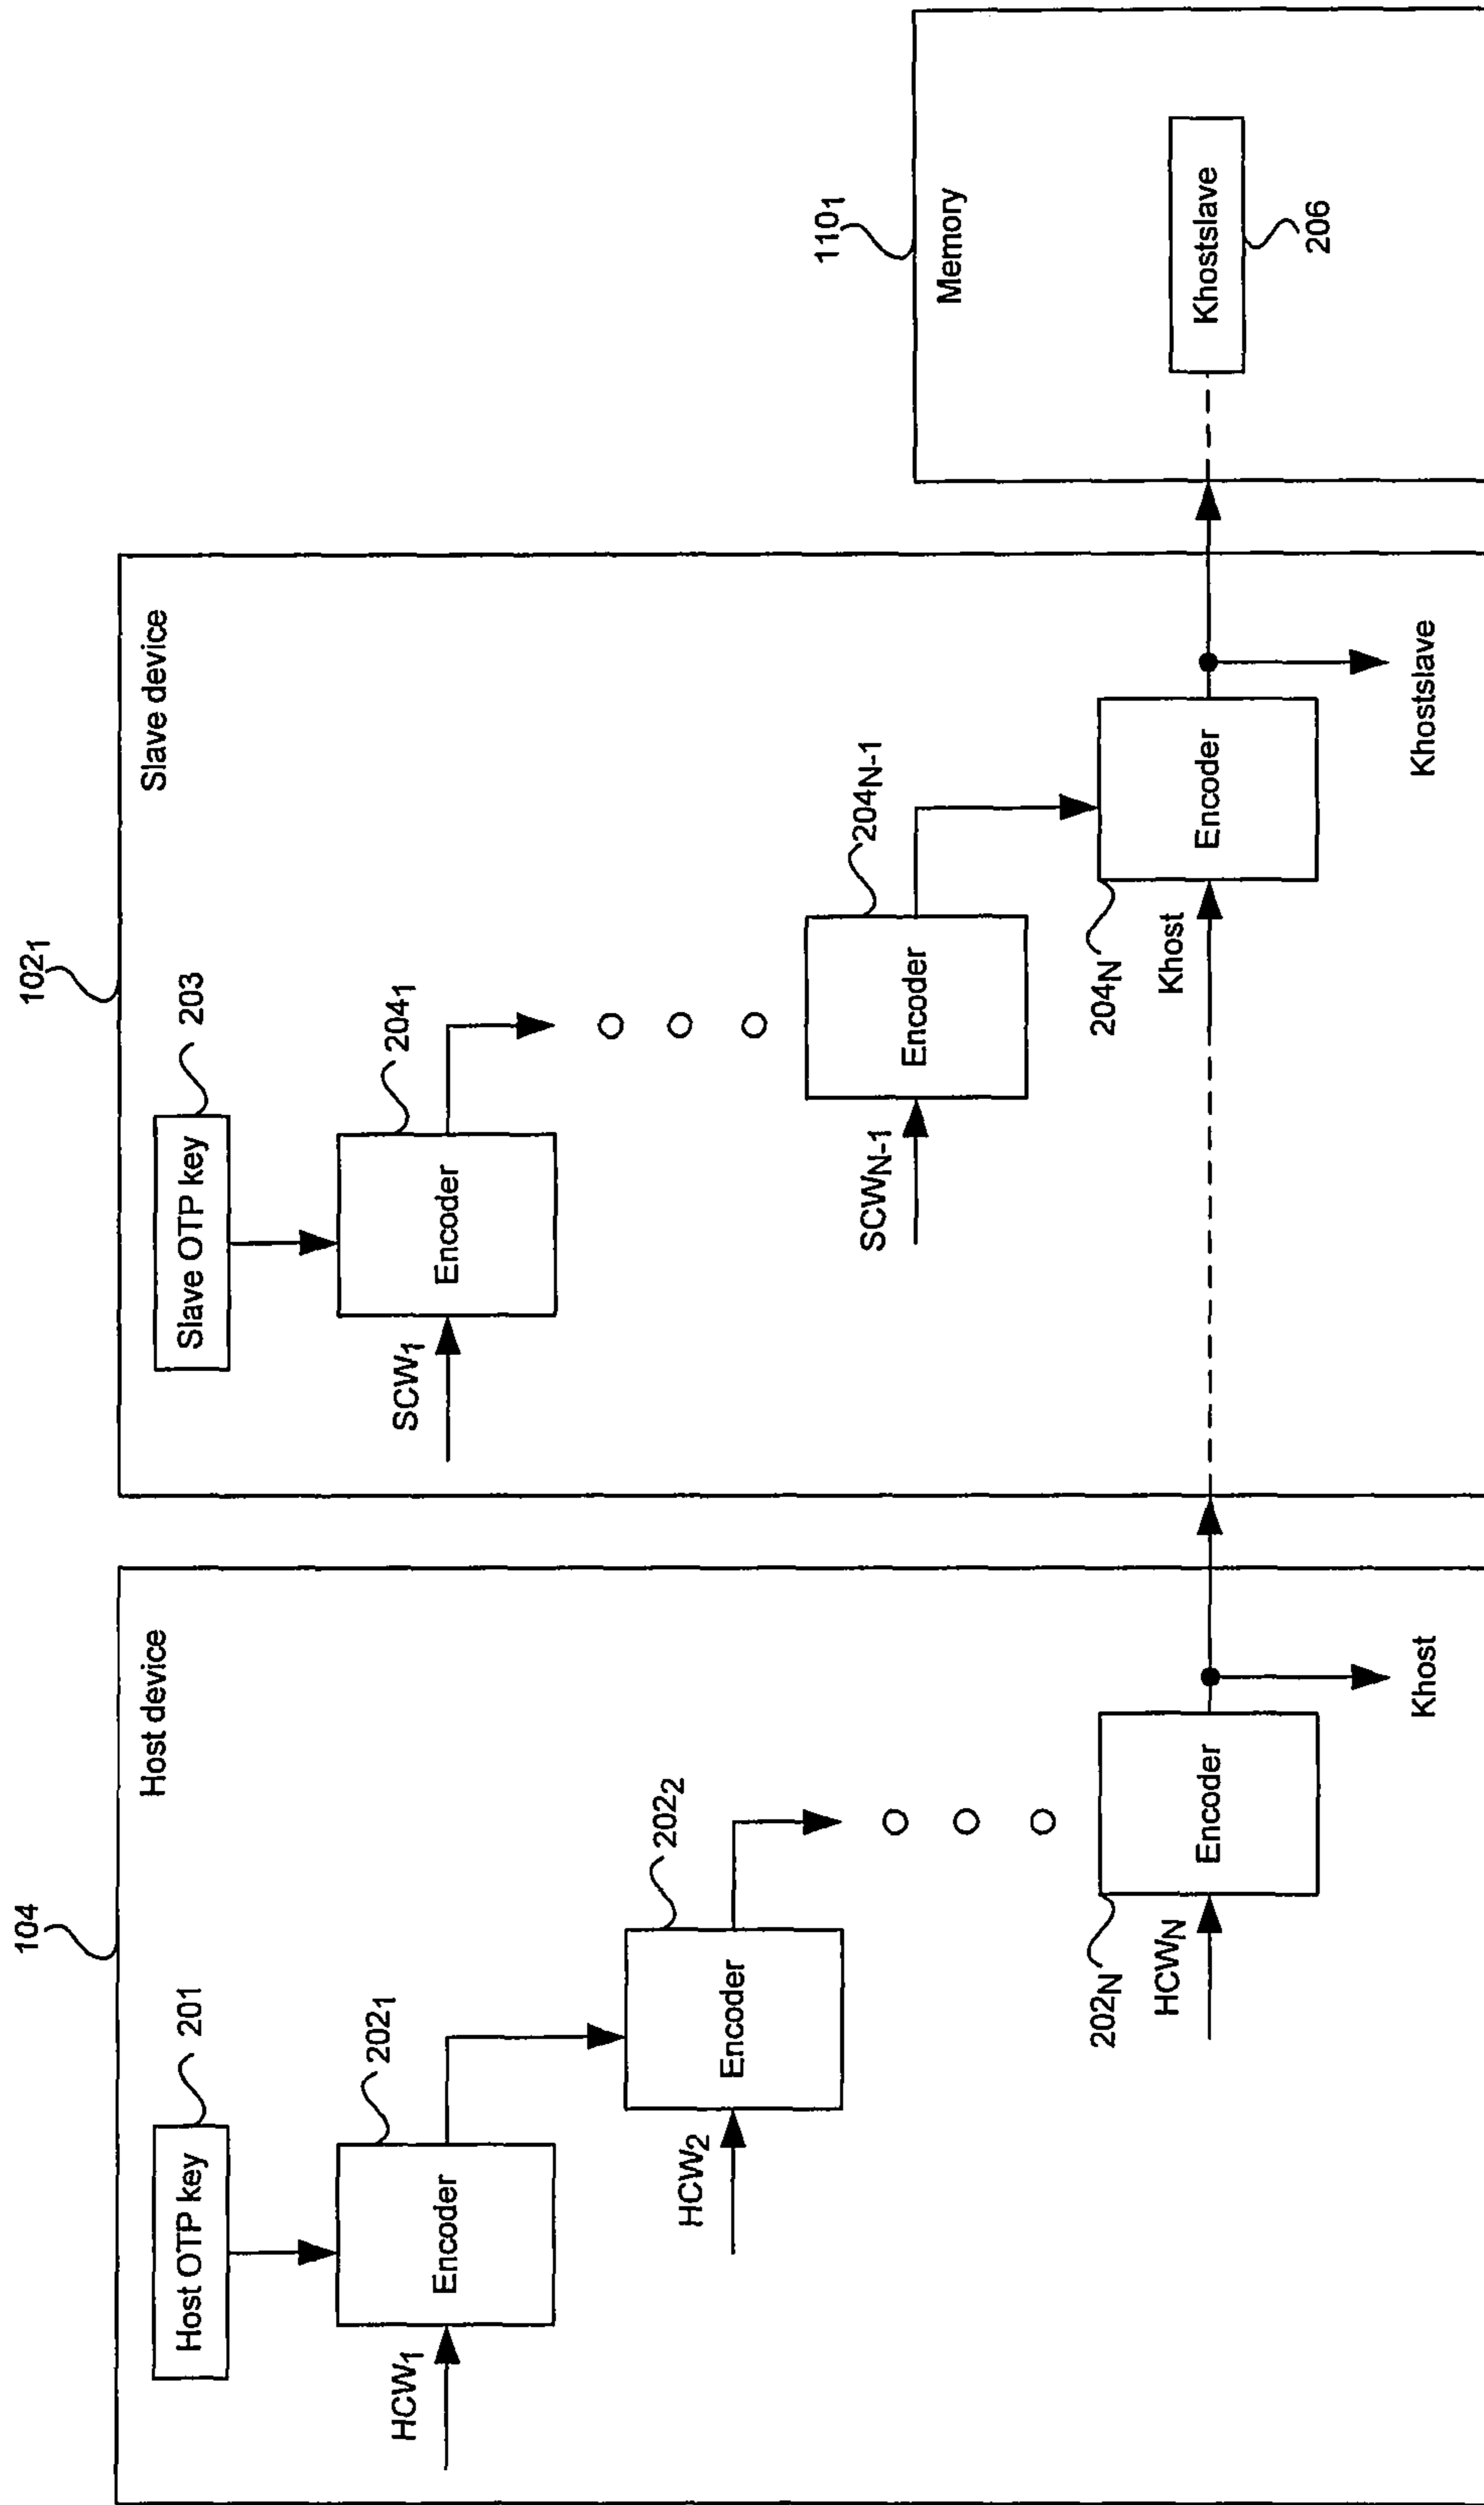 104
Host device
Host OTP key
201
HCW1
Encoder
2021
HCW2
Encoder
2022
HCWN
Encoder
202N
Khost
1021
Slave device
Slave OTP key
203
SCW1
Encoder
2041
SCWN-1
Encoder
204N-1
Khost
Encoder
204N
Khostslave
1101
Memory
Khostslave
206